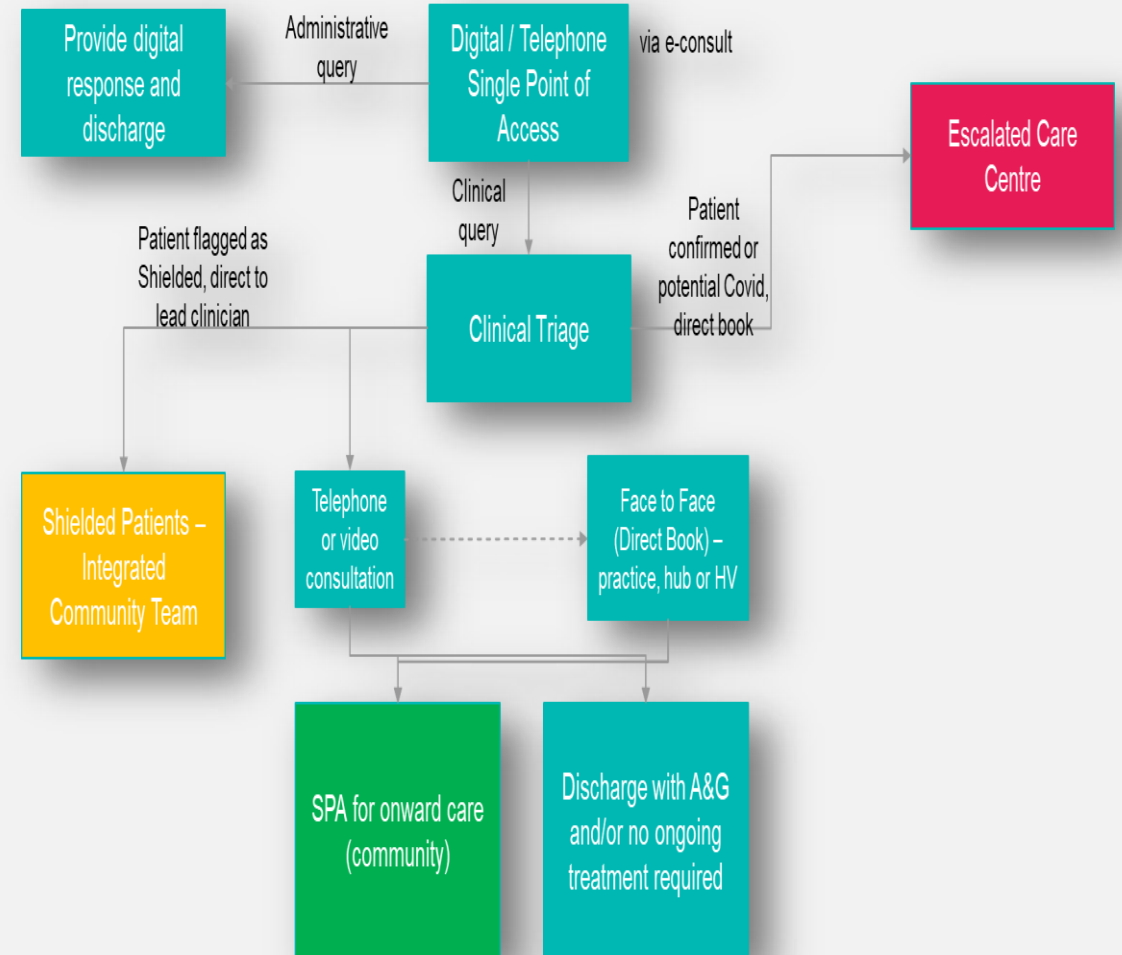 Provide digital
response and
discharge
Administrative
query
Digital / Telephone
Single Point of
Access
via e-consult
Escalated Care
Centre
Clinical
query
Patient
confirmed or
potential Covid,
direct book
Patient flagged as
Shielded, direct to
lead clinician
Clinical Triage
Shielded Patients –
Integrated
Community Team
Telephone
or video
consultation
Face to Face
(Direct Book) –
practice, hub or HV
SPA for onward care
(community)
Discharge with A&G
and/or no ongoing
treatment required